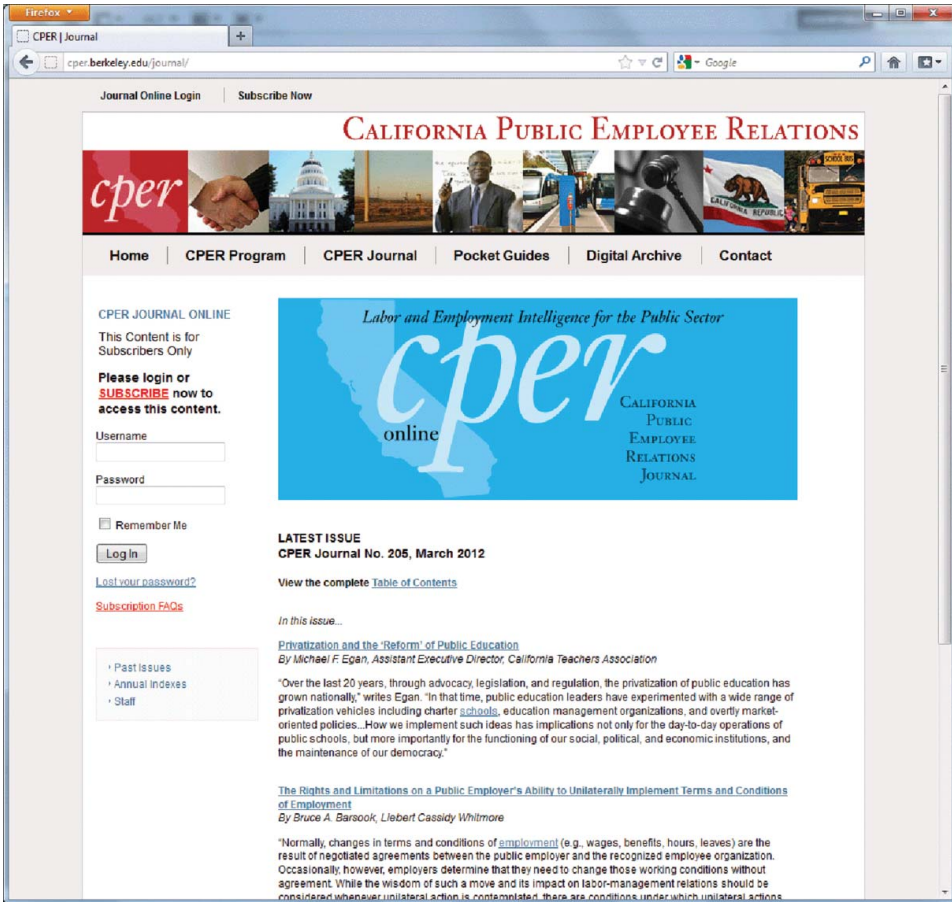 Firefox
CPER | Journal
cper.berkeley.edu/journal/
Google
Journal Online Login
Subscribe Now
CALIFORNIA PUBLIC EMPLOYEE RELATIONS
cper
SCHOOL BUS
CALIFORNIA REPUBLIC
Home
CPER Program
CPER Journal
Pocket Guides
Digital Archive
Contact
CPER JOURNAL ONLINE
This Content is for
Subscribers Only
Please login or
SUBSCRIBE now to
access this content.
Username
Password
Remember Me
Log In
Lost your password?
Subscription FAQs
Past Issues
Annual Indexes
Staff
Labor and Employment Intelligence for the Public Sector
cper
online
CALIFORNIA
PUBLIC
EMPLOYEE
RELATIONS
JOURNAL
LATEST ISSUE
CPER Journal No. 205, March 2012
View the complete Table of Contents
In this issue...
Privatization and the ‘Reform’ of Public Education
By Michael F. Egan, Assistant Executive Director, California Teachers Association
“Over the last 20 years, through advocacy, legislation, and regulation, the privatization of public education has
grown nationally,” writes Egan. “In that time, public education leaders have experimented with a wide range of
privatization vehicles including charter schools, education management organizations, and overtly market-
oriented policies...How we implement such ideas has implications not only for the day-to-day operations of
public schools, but more importantly for the functioning of our social, political, and economic institutions, and
the maintenance of our democracy.”
The Rights and Limitations on a Public Employer's Ability to Unilaterally Implement Terms and Conditions
of Employment
By Bruce A. Barsook, Liebert Cassidy Whitmore
“Normally, changes in terms and conditions of employment (e.g., wages, benefits, hours, leaves) are the
result of negotiated agreements between the public employer and the recognized employee organization.
Occasionally, however, employers determine that they need to change those working conditions without
agreement. While the wisdom of such a move and its impact on labor-management relations should be
considered whenever unilateral action is contemplated, there are conditions under which unilateral actions